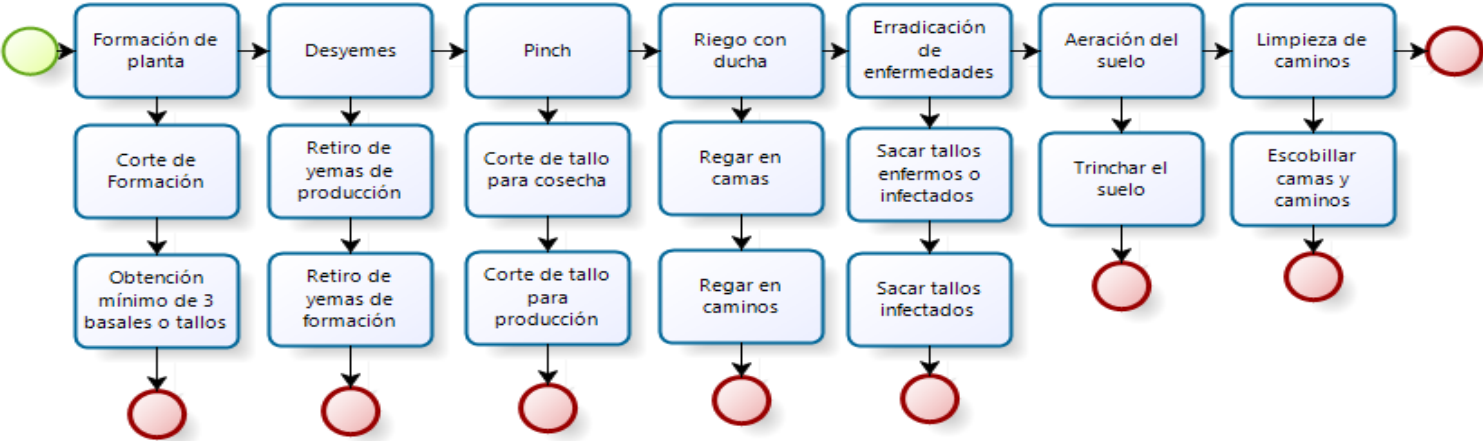 Formación de
planta
Desyemes
Pinch
Riego con
ducha
Erradicación
de
enfermedades
Aeración del
suelo
Limpieza de
caminos
Corte de
Formación
Retiro de
yemas de
producción
Corte de tallo
para cosecha
Regar en
camas
Sacar tallos
enfermos o
infectados
Trinchar el
suelo
Escobillar
camas y
caminos
Obtención
mínimo de 3
basales o tallos
Retiro de
yemas de
formación
Corte de tallo
para
producción
Regar en
caminos
Sacar tallos
infectados